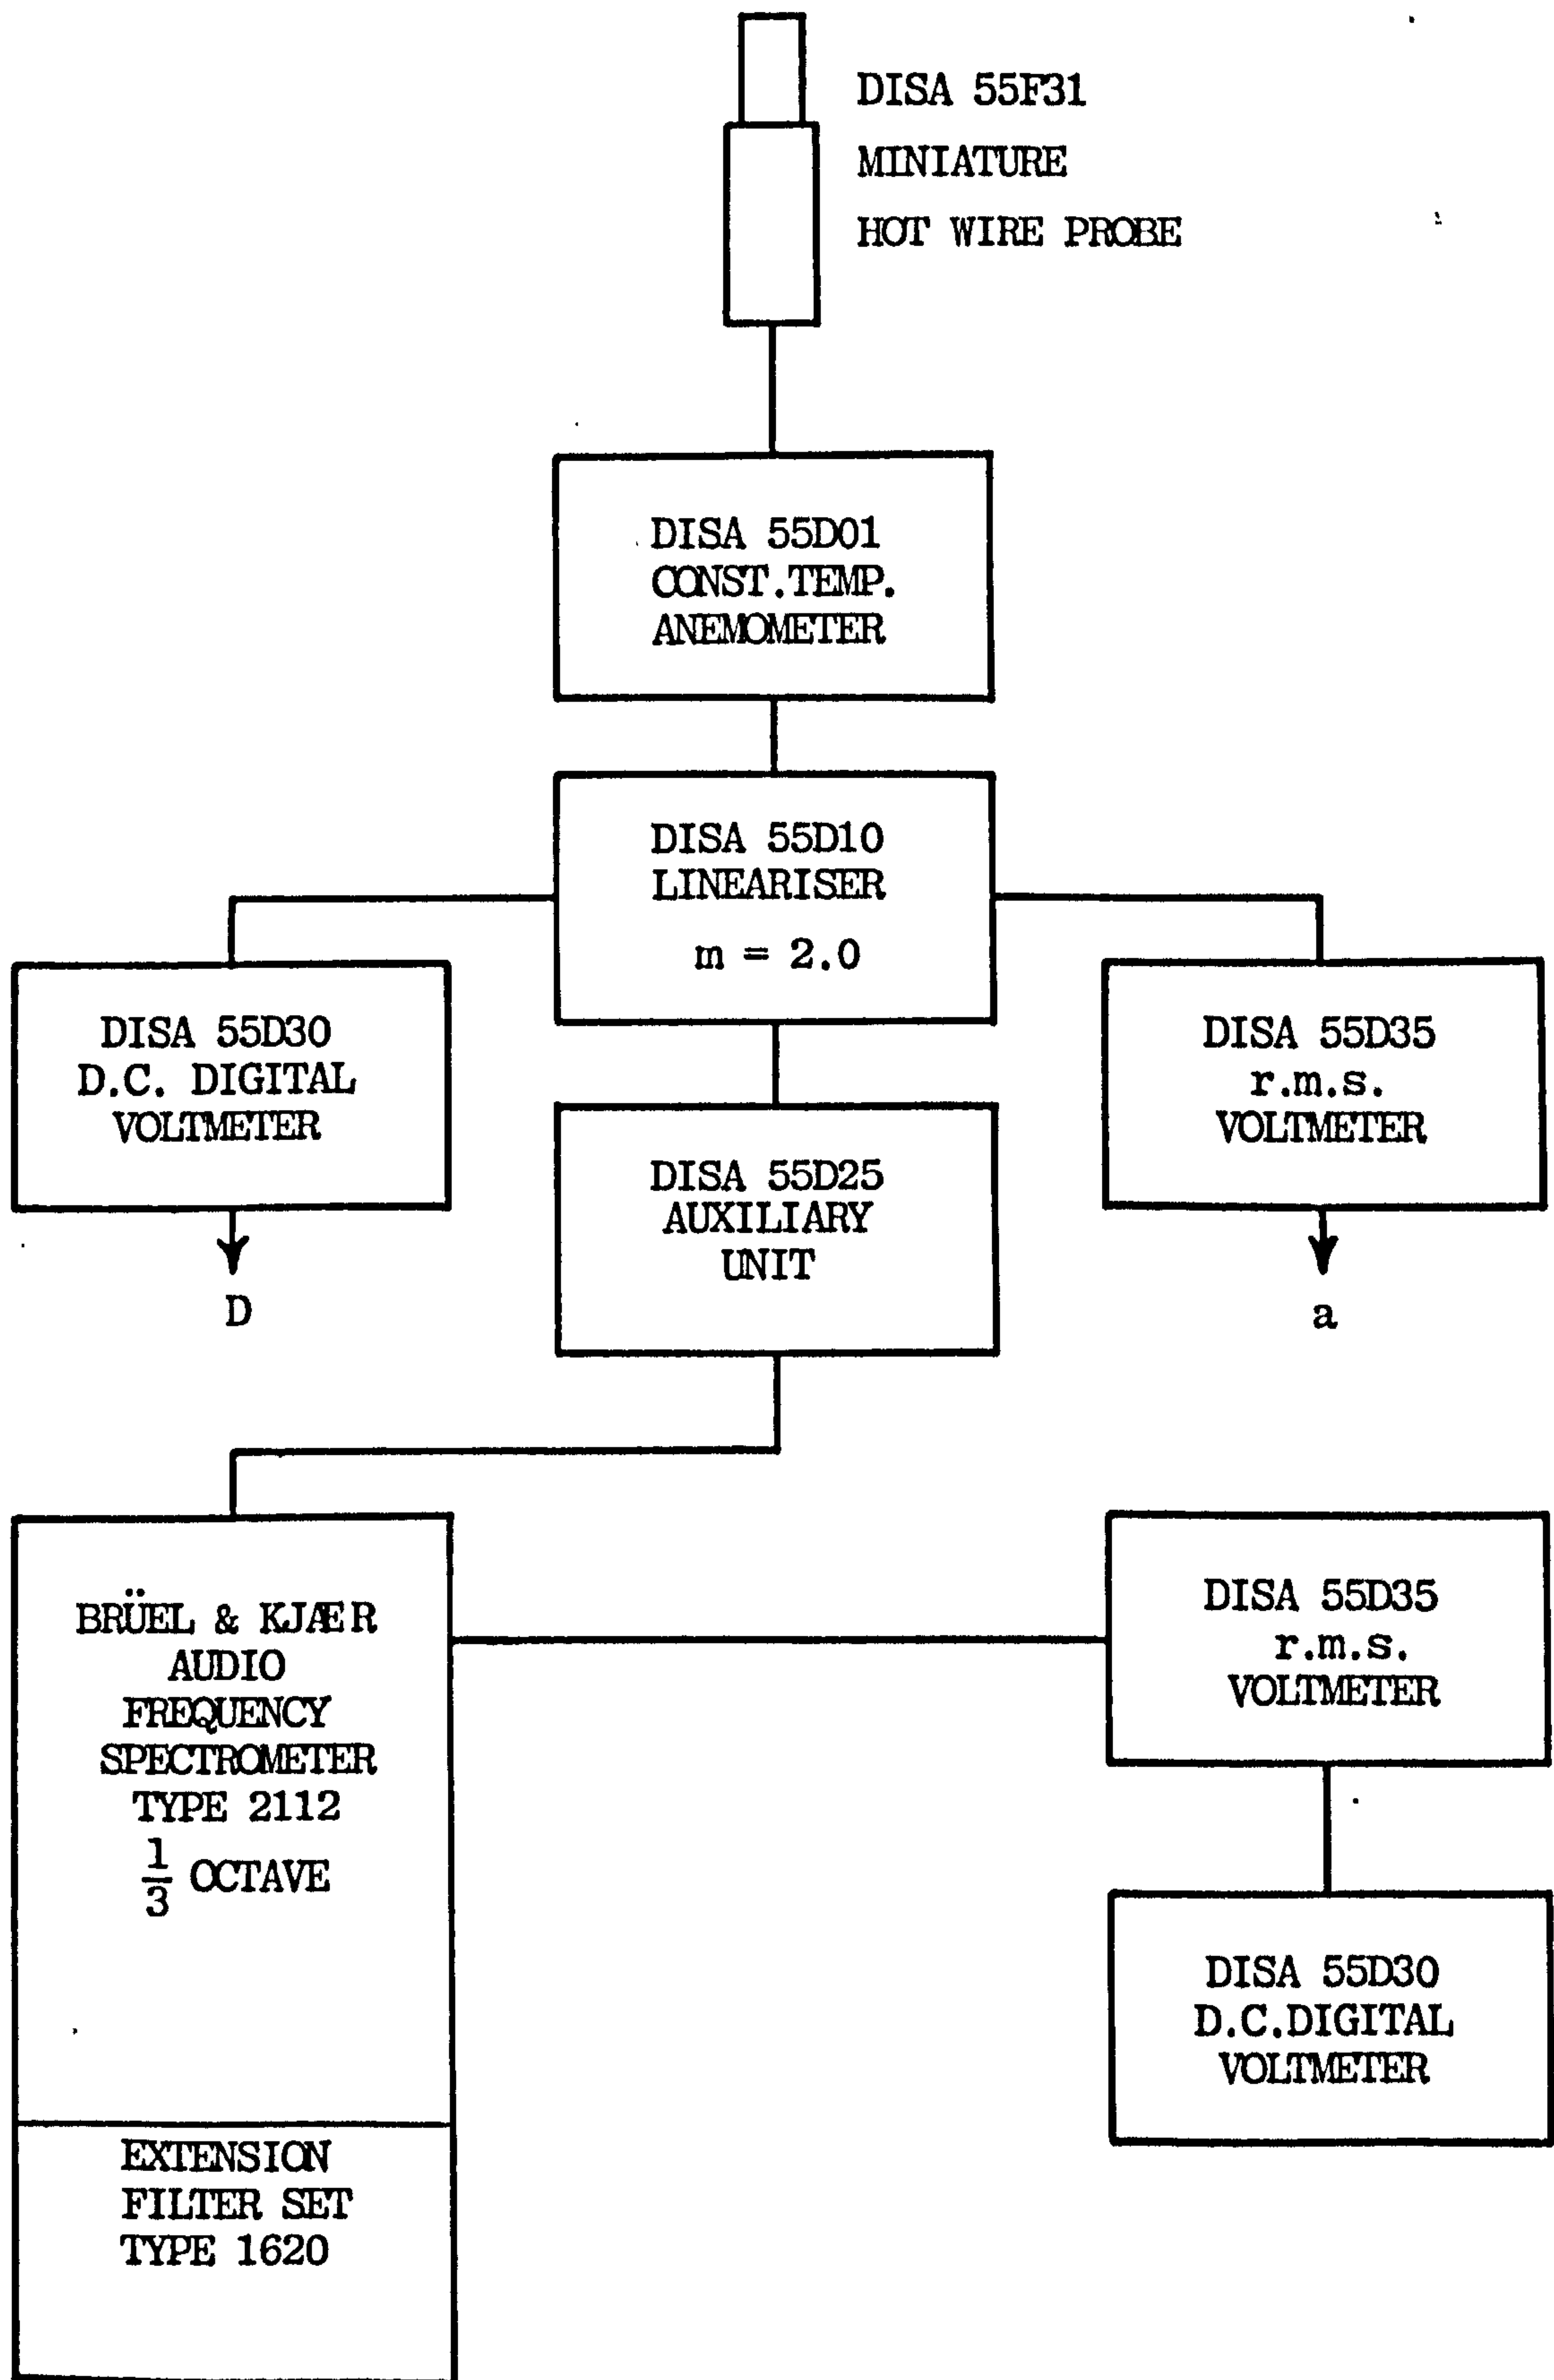 DISA 55F31
MINIATURE
HOT WIRE PROBE
DISA 55D01
CONST.TEMP.
ANEMOMETER
DISA 55D10
LINEARISER
m = 2.0
DISA 55D30
D.C. DIGITAL
VOLTMETER
D
DISA 55D35
r.m.s.
VOLTMETER
a
DISA 55D25
AUXILIARY
UNIT
BRÜEL & KJÆR
AUDIO
FREQUENCY
SPECTROMETER
TYPE 2112
1/3 OCTAVE
EXTENSION
FILTER SET
TYPE 1620
DISA 55D35
r.m.s.
VOLTMETER
DISA 55D30
D.C.DIGITAL
VOLTMETER